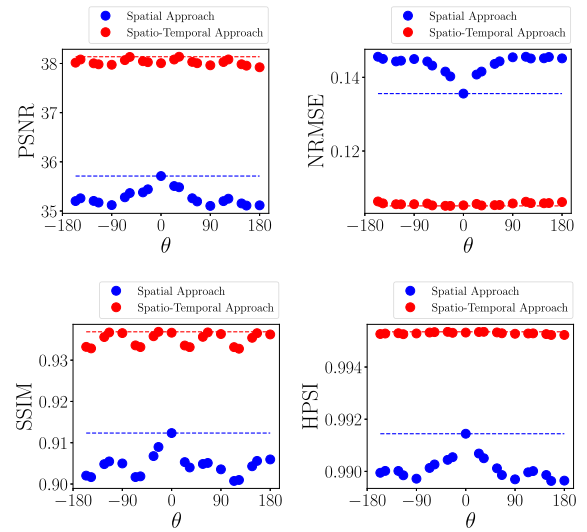 Spatial Approach
Spatio-Temporal Approach
38
37
36
35
PSNR
−180
−90
0
90
180
θ
Spatial Approach
Spatio-Temporal Approach
0.14
0.12
NRMSE
−180
−90
0
90
180
θ
Spatial Approach
Spatio-Temporal Approach
0.93
0.92
0.91
0.90
SSIM
−180
−90
0
90
180
θ
Spatial Approach
Spatio-Temporal Approach
0.994
0.992
0.990
HPSI
−180
−90
0
90
180
θ